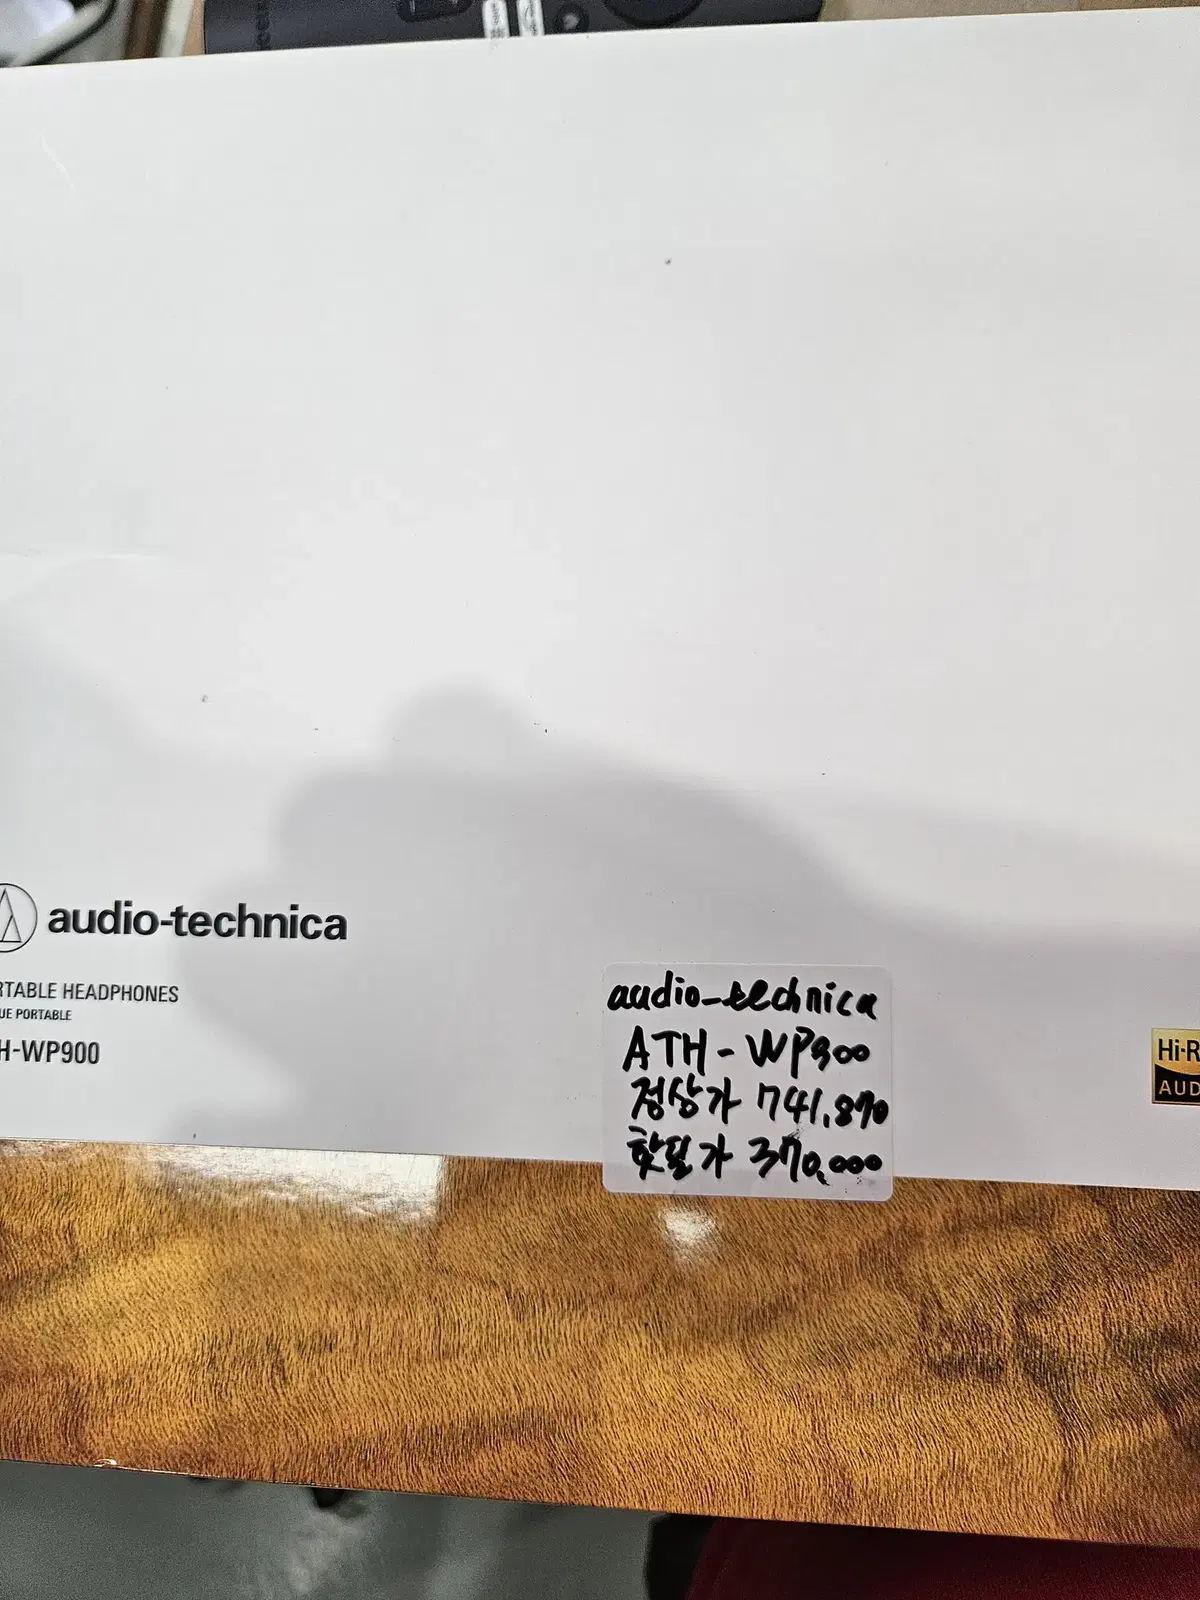 audio-technica
RTABLE HEADPHONES
UE PORTABLE
H-WP900
audio-technica
ATH-WP900
정상가 741,870
핫딜가 370,000
Hi-R
AUD